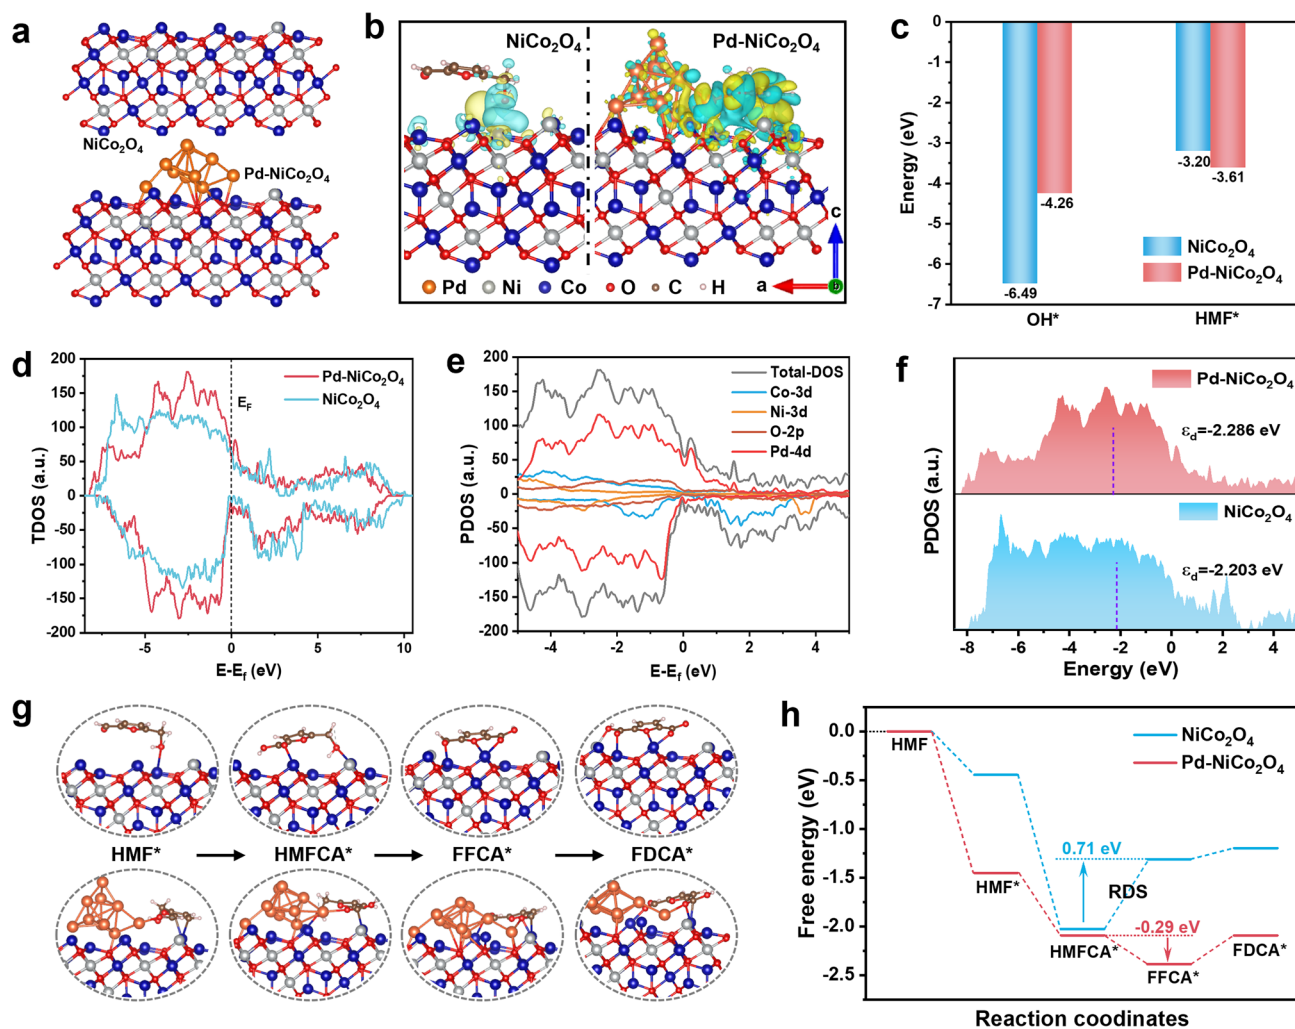 a
NiCo₂O₄
Pd-NiCo₂O₄
b
NiCo₂O₄
Pd-NiCo₂O₄
c
a
b
Pd Ni Co O C H
c
0
-1
-2
-3
-4
-5
-6
-7
Energy (eV)
-6.49
-4.26
-3.20
-3.61
NiCo₂O₄
Pd-NiCo₂O₄
OH*
HMF*
d
200
150
100
50
0
-50
-100
-150
-200
TDOS (a.u.)
Pd-NiCo₂O₄
NiCo₂O₄
E_F
-5 0 5 10
E-E_f (eV)
e
200
150
100
50
0
-50
-100
-150
-200
PDOS (a.u.)
Total-DOS
Co-3d
Ni-3d
O-2p
Pd-4d
-4 -2 0 2 4
E-E_f (eV)
f
PDOS (a.u.)
Pd-NiCo₂O₄
ε_d=-2.286 eV
NiCo₂O₄
ε_d=-2.203 eV
-8 -6 -4 -2 0 2 4
Energy (eV)
g
HMF* HMFCA* FFCA* FDCA*
h
0.0
-0.5
-1.0
-1.5
-2.0
-2.5
Free energy (eV)
NiCo₂O₄
Pd-NiCo₂O₄
HMF
HMF*
0.71 eV
RDS
HMFCA*
-0.29 eV
FFCA*
FDCA*
Reaction coodinates